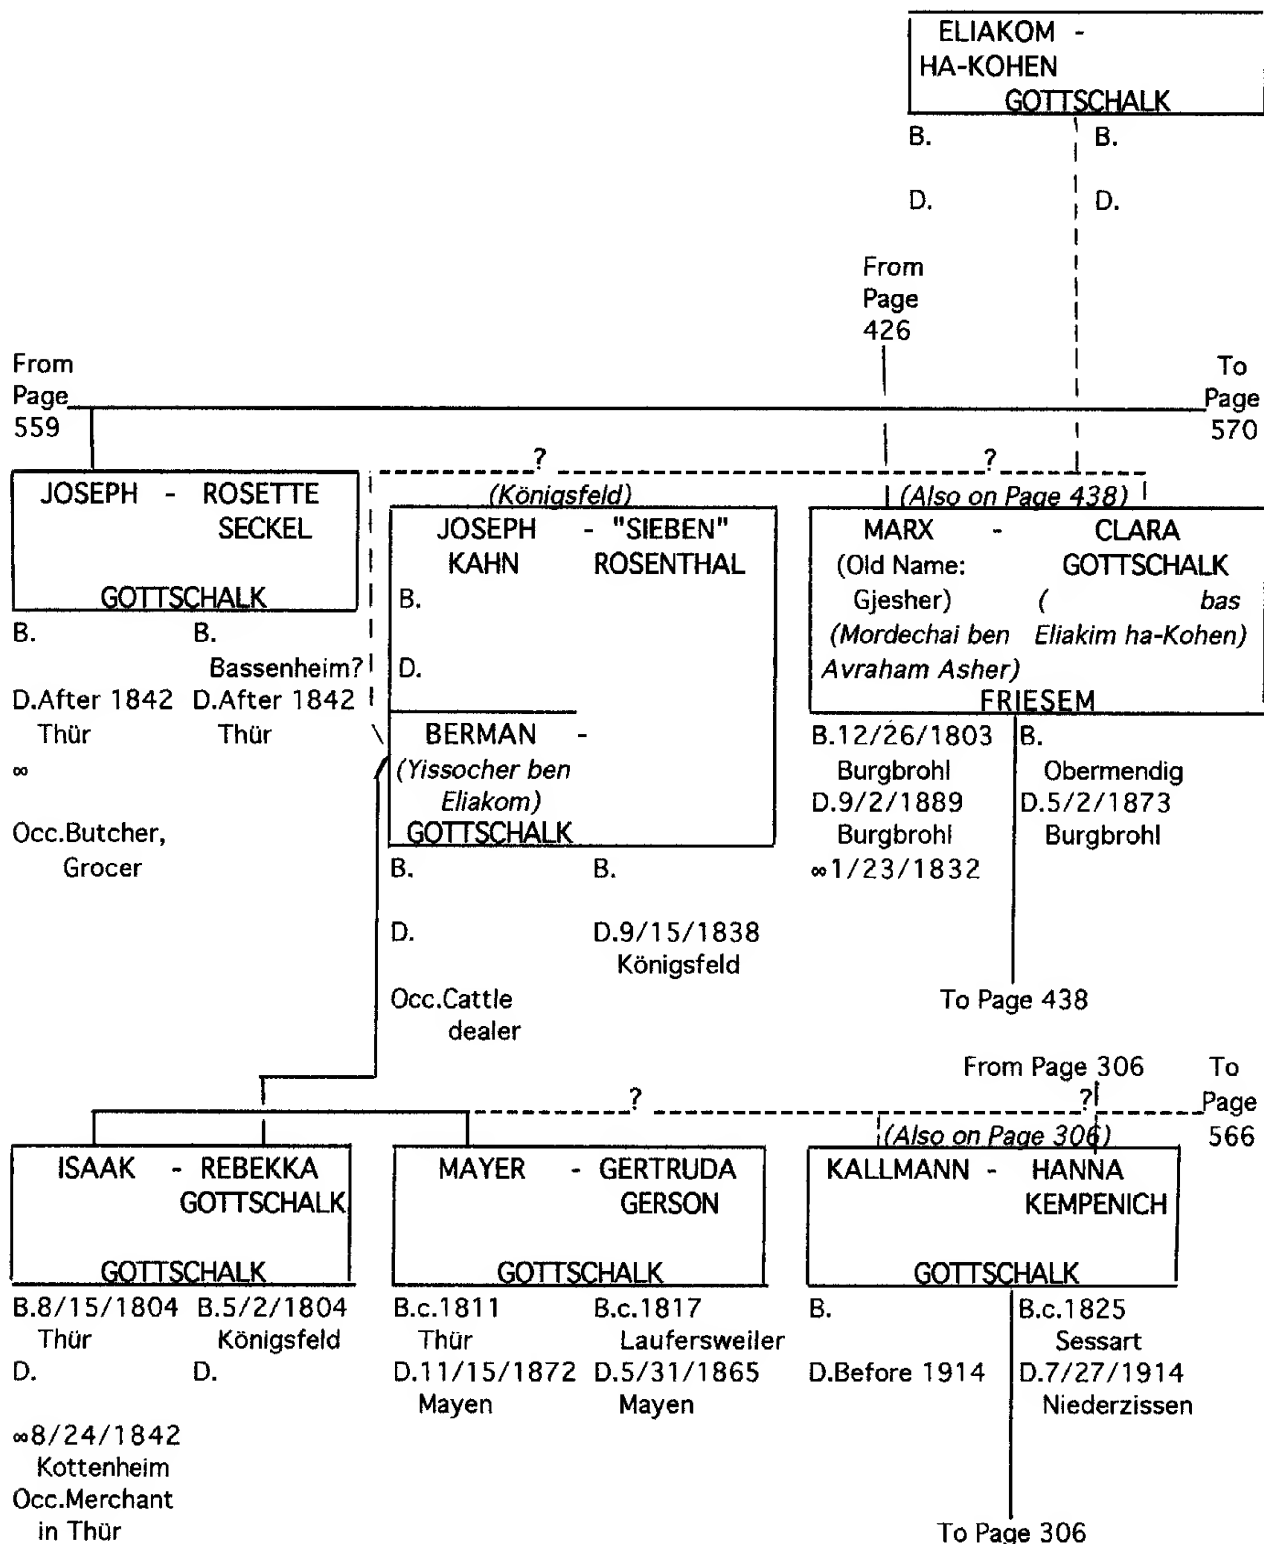 ELIAKOM -
HA-KOHEN
GOTTSCHALK
B. B.
D. D.
From
Page
426
From
Page
559
To
Page
570
? ?
JOSEPH - ROSETTE
SECKEL
GOTTSCHALK
B. B.
Bassenheim?
D.After 1842 D.After 1842
Thür Thür
∞
Occ.Butcher,
Grocer
(Königsfeld)
JOSEPH - "SIEBEN"
KAHN ROSENTHAL
B.
D.
BERMAN -
(Yissocher ben
Eliakom)
GOTTSCHALK
B. B.
D. D.9/15/1838
Königsfeld
Occ.Cattle
dealer
(Also on Page 438)
MARX - CLARA
(Old Name: GOTTSCHALK
Gjesher) ( bas
(Mordechai ben Eliakim ha-Kohen)
Avraham Asher)
FRIESEM
B.12/26/1803 B.
Burgbrohl Obermendig
D.9/2/1889 D.5/2/1873
Burgbrohl Burgbrohl
∞1/23/1832
To Page 438
From Page 306
To
Page
566
? ?
ISAAK - REBEKKA
GOTTSCHALK
GOTTSCHALK
B.8/15/1804 B.5/2/1804
Thür Königsfeld
D. D.
∞8/24/1842
Kottenheim
Occ.Merchant
in Thür
MAYER - GERTRUDA
GERSON
GOTTSCHALK
B.c.1811 B.c.1817
Thür Laufersweiler
D.11/15/1872 D.5/31/1865
Mayen Mayen
(Also on Page 306)
KALLMANN - HANNA
KEMPENICH
GOTTSCHALK
B. B.c.1825
Sessart
D.Before 1914 D.7/27/1914
Niederzissen
To Page 306